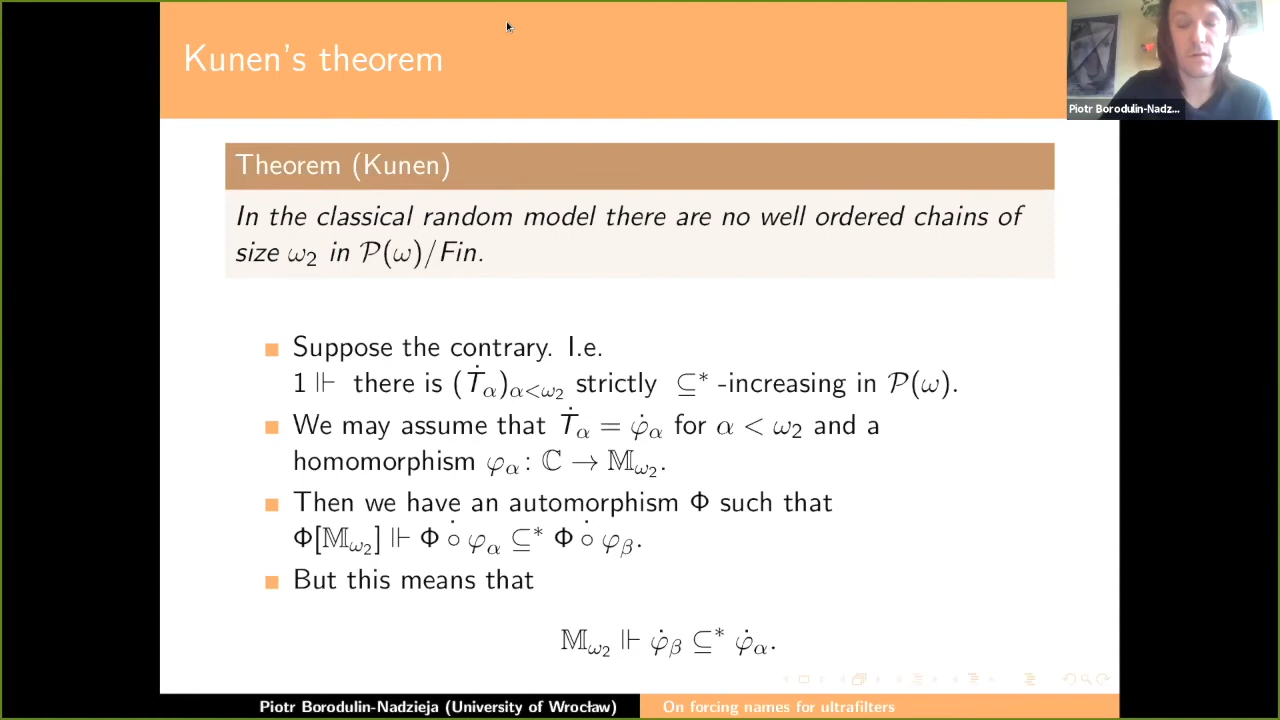 Kunen's theorem
Piotr Borodulin-Nadz...
Theorem (Kunen)
In the classical random model there are no well ordered chains of
size ω₂ in 𝒫(ω)/Fin.
Suppose the contrary. I.e.
1 ⊩ there is (Ṫ_α)_{α<ω₂} strictly ⊆* -increasing in 𝒫(ω).
We may assume that Ṫ_α = φ̇_α for α < ω₂ and a
homomorphism φ_α: ℂ → 𝕄_{ω₂}.
Then we have an automorphism Φ such that
Φ[𝕄_{ω₂}] ⊩ Φ ∘̇ φ_α ⊆* Φ ∘̇ φ_β.
But this means that
𝕄_{ω₂} ⊩ φ̇_β ⊆* φ̇_α.
Piotr Borodulin-Nadzieja (University of Wrocław)
On forcing names for ultrafilters